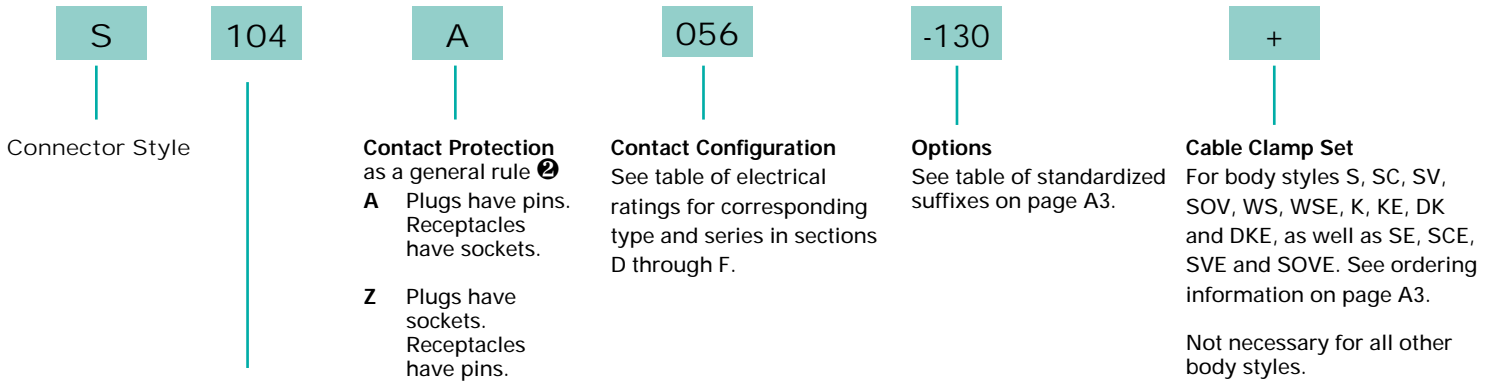 S 104 A 056 -130 +
Connector Style
Contact Protection
as a general rule ❷
A Plugs have pins.
Receptacles
have sockets.
Z Plugs have
sockets.
Receptacles
have pins.
Contact Configuration
See table of electrical
ratings for corresponding
type and series in sections
D through F.
Options
See table of standardized
suffixes on page A3.
Cable Clamp Set
For body styles S, SC, SV,
SOV, WS, WSE, K, KE, DK
and DKE, as well as SE, SCE,
SVE and SOVE. See ordering
information on page A3.
Not necessary for all other
body styles.